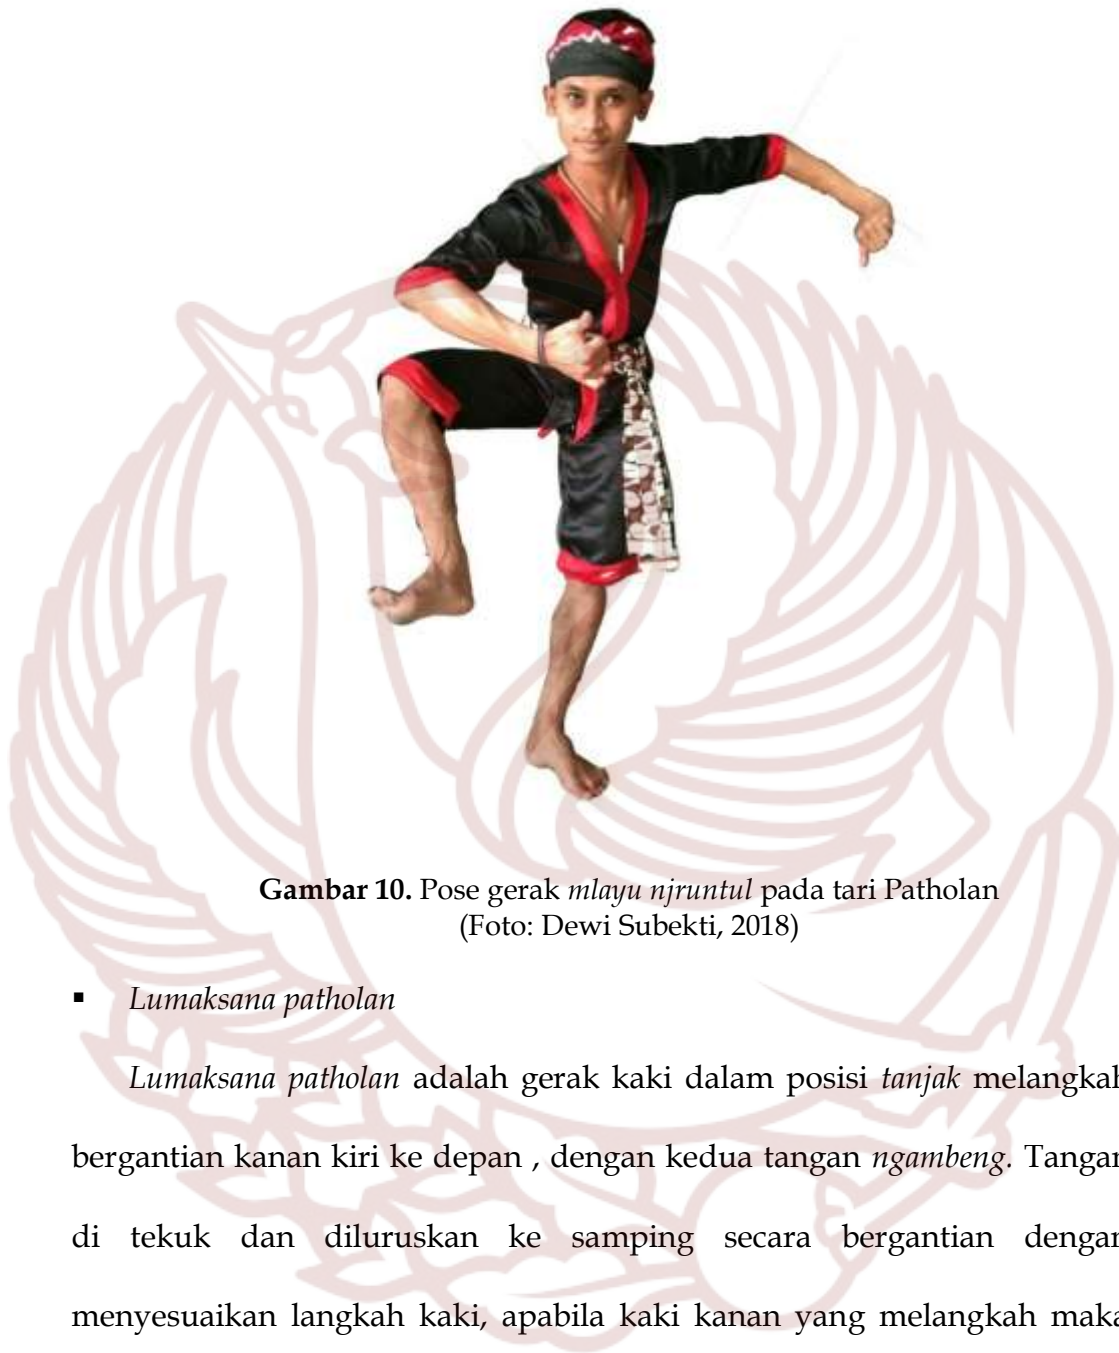 Gambar 10. Pose gerak mlayu njruntul pada tari Patholan
(Foto: Dewi Subekti, 2018)
▪ Lumaksana patholan
Lumaksana patholan adalah gerak kaki dalam posisi tanjak melangkah
bergantian kanan kiri ke depan , dengan kedua tangan ngambeng. Tangan
di tekuk dan diluruskan ke samping secara bergantian dengan
menyesuaikan langkah kaki, apabila kaki kanan yang melangkah maka